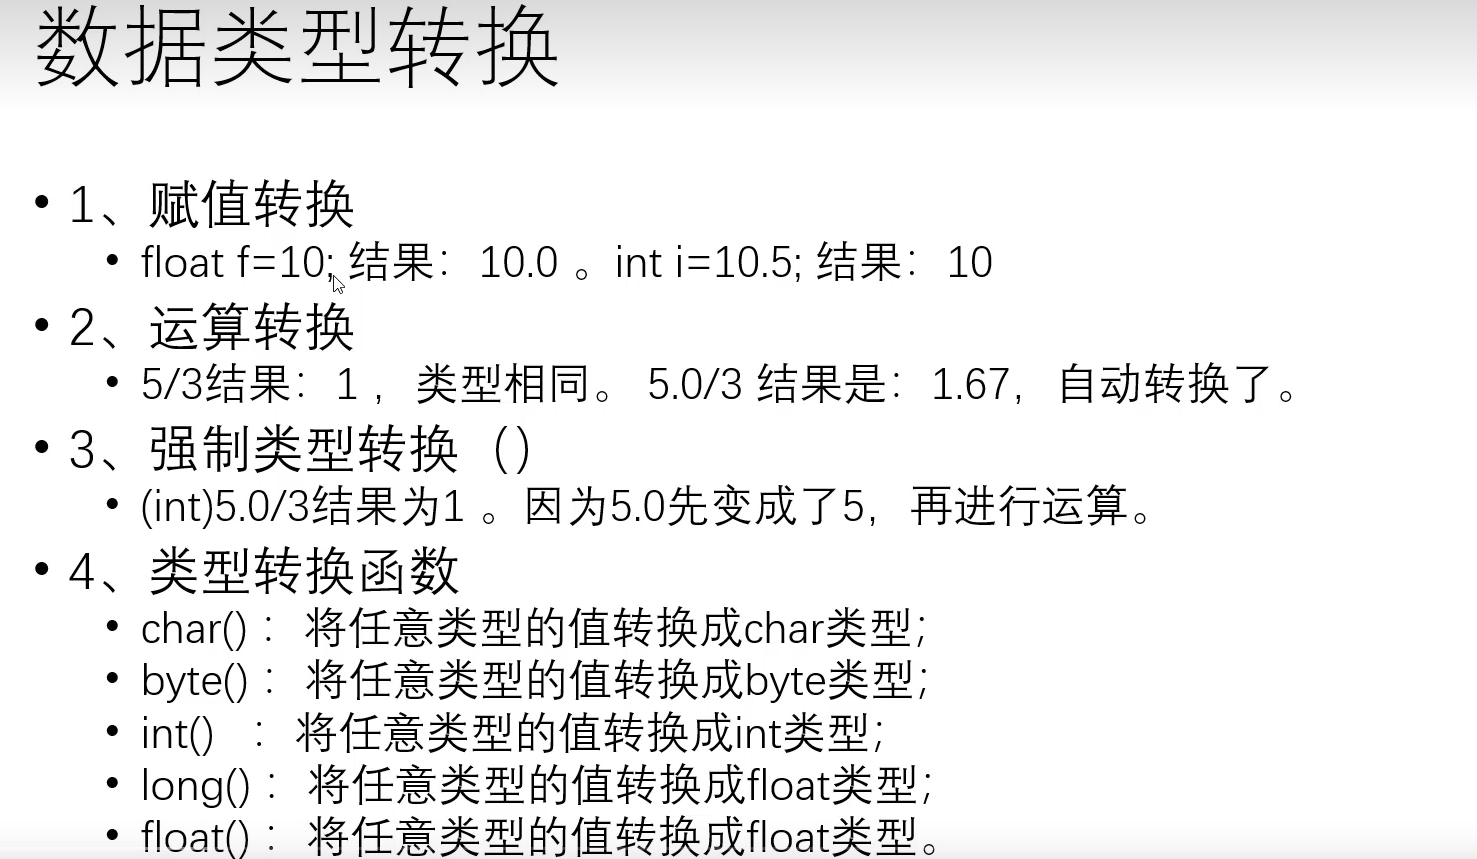 数据类型转换
• 1、赋值转换
• float f=10; 结果：10.0 。int i=10.5; 结果：10
• 2、运算转换
• 5/3结果：1 ，类型相同。 5.0/3 结果是：1.67，自动转换了。
• 3、强制类型转换（）
• (int)5.0/3结果为1 。因为5.0先变成了5，再进行运算。
• 4、类型转换函数
• char() ：将任意类型的值转换成char类型;
• byte() ：将任意类型的值转换成byte类型;
• int() ：将任意类型的值转换成int类型;
• long() ：将任意类型的值转换成float类型;
• float() ：将任意类型的值转换成float类型。